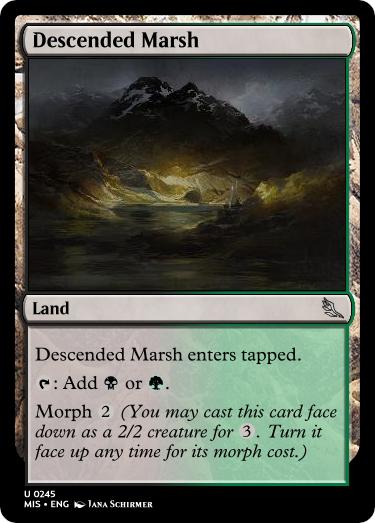 Descended Marsh
Land
Descended Marsh enters tapped.
: Add or .
Morph 2 (You may cast this card face
down as a 2/2 creature for 3. Turn it
face up any time for its morph cost.)
U 0245
MIS • ENG JANA SCHIRMER